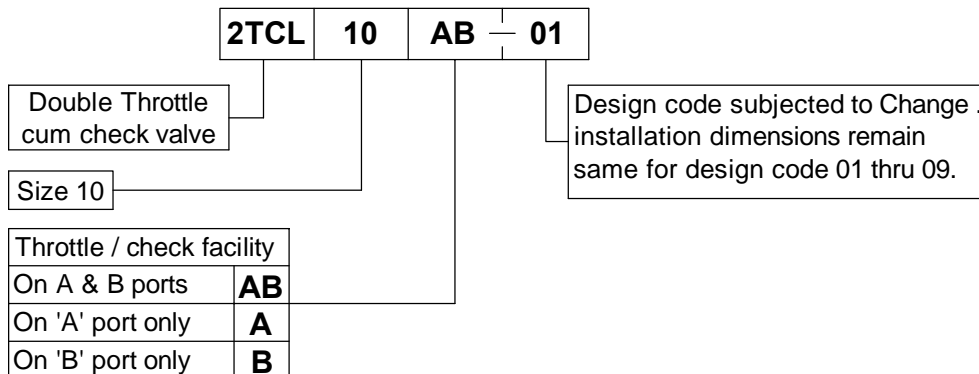 2TCL 10 AB — 01
Double Throttle
cum check valve
Design code subjected to Change .
installation dimensions remain
same for design code 01 thru 09.
Size 10
Throttle / check facility
On A & B ports AB
On 'A' port only A
On 'B' port only B